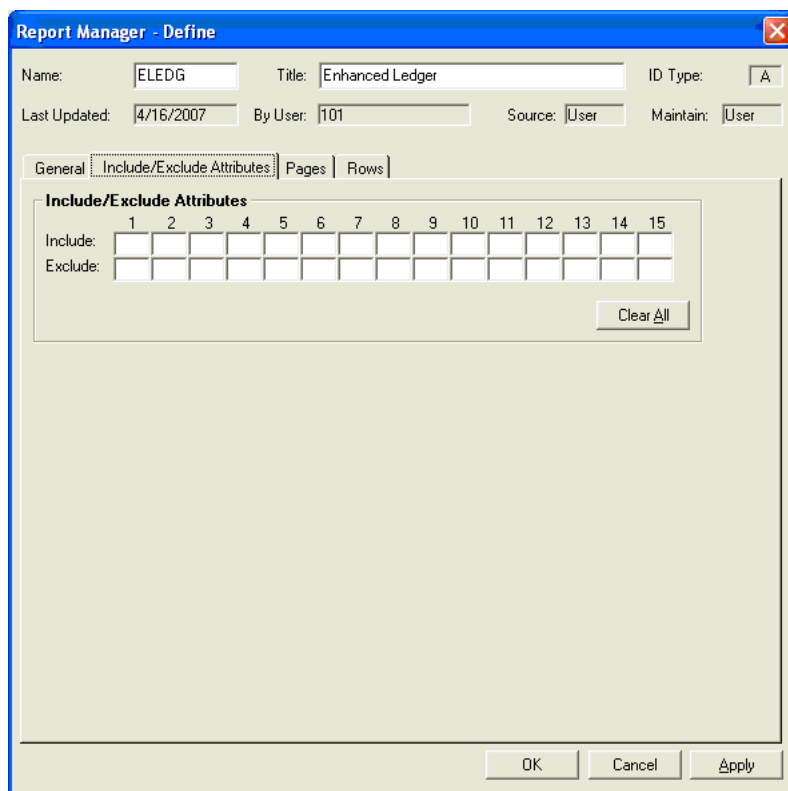 Report Manager - Define
Name: ELEDG Title: Enhanced Ledger ID Type: A
Last Updated: 4/16/2007 By User: 101 Source: User Maintain: User
General Include/Exclude Attributes Pages Rows
Include/Exclude Attributes
1 2 3 4 5 6 7 8 9 10 11 12 13 14 15
Include:
Exclude:
Clear All
OK Cancel Apply